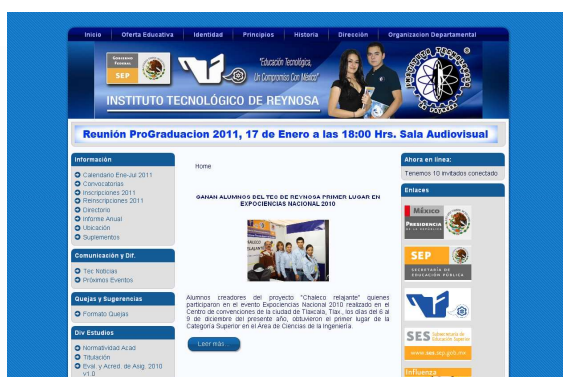 Inicio Oferta Educativa Identidad Principios Historia Dirección Organizacion Departamental
GOBIERNO FEDERAL
SEP
"Educación Tecnológica,
Un Compromiso Con México"
INSTITUTO TECNOLÓGICO DE REYNOSA
Reunión ProGraduacion 2011, 17 de Enero a las 18:00 Hrs. Sala Audiovisual
Información
Calendario Ene-Jul 2011
Convocatorias
Inscripciones 2011
Reinscripciones 2011
Directorio
Informe Anual
Ubicación
Suplementos
Comunicación y Dif.
Tec Noticias
Próximos Eventos
Quejas y Sugerencias
Formato Quejas
Div Estudios
Normatividad Acad
Titulación
Eval. y Acred. de Asig. 2010
v1.0
Home
GANAN ALUMNOS DEL TEC DE REYNOSA PRIMER LUGAR EN
EXPOCIENCIAS NACIONAL 2010
CHALECO
RELAJANTE
Alumnos creadores del proyecto "Chaleco relajante" quienes
participaron en el evento Expociencias Nacional 2010 realizado en el
Centro de convenciones de la ciudad de Tlaxcala, Tlax., los días del 6 al
9 de diciembre del presente año, obtuvieron el primer lugar de la
Categoría Superior en el Área de Ciencias de la Ingeniería.
Leer más
Ahora en línea:
Tenemos 10 invitados conectado
Enlaces
MÉXICO
PRESIDENCIA
DE LA REPÚBLICA
SEP
SECRETARÍA DE
EDUCACIÓN PÚBLICA
SES Subsecretaría de
Educación Superior
www.ses.sep.gob.mx
Influenza